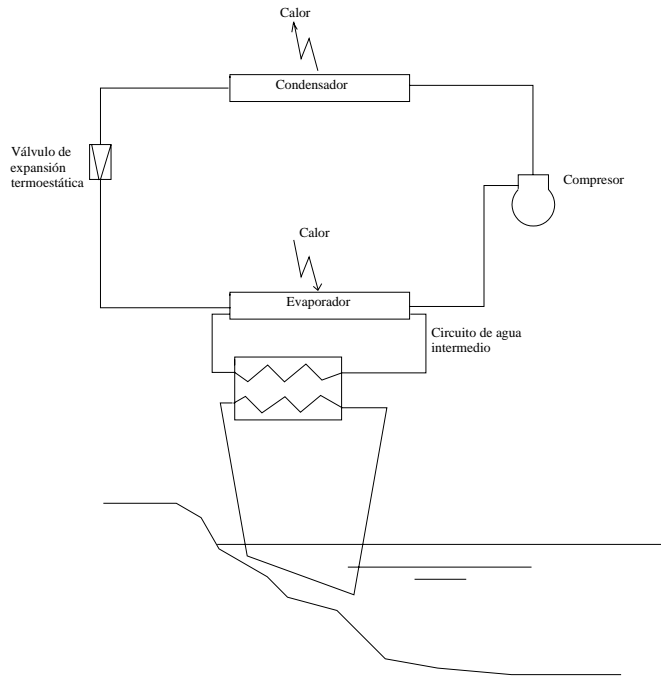 Calor
Condensador
Válvulo de
expansión
termoestática
Compresor
Calor
Evaporador
Circuito de agua
intermedio